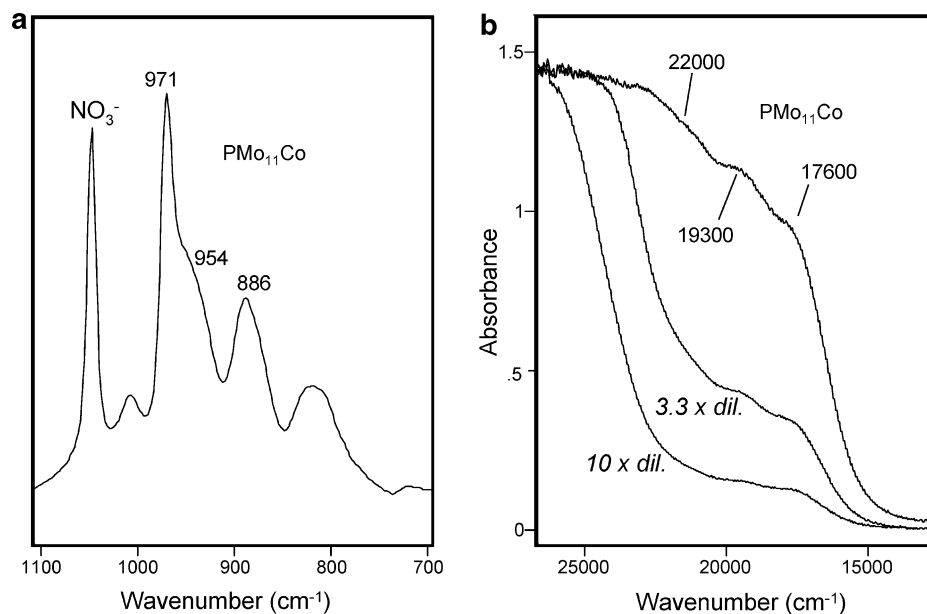 a
971
NO₃⁻
PMo₁₁Co
954
886
1100
1000
900
800
700
Wavenumber (cm⁻¹)
b
1.5
1
.5
0
Absorbance
22000
PMo₁₁Co
17600
19300
3.3 x dil.
10 x dil.
25000
20000
15000
Wavenumber (cm⁻¹)